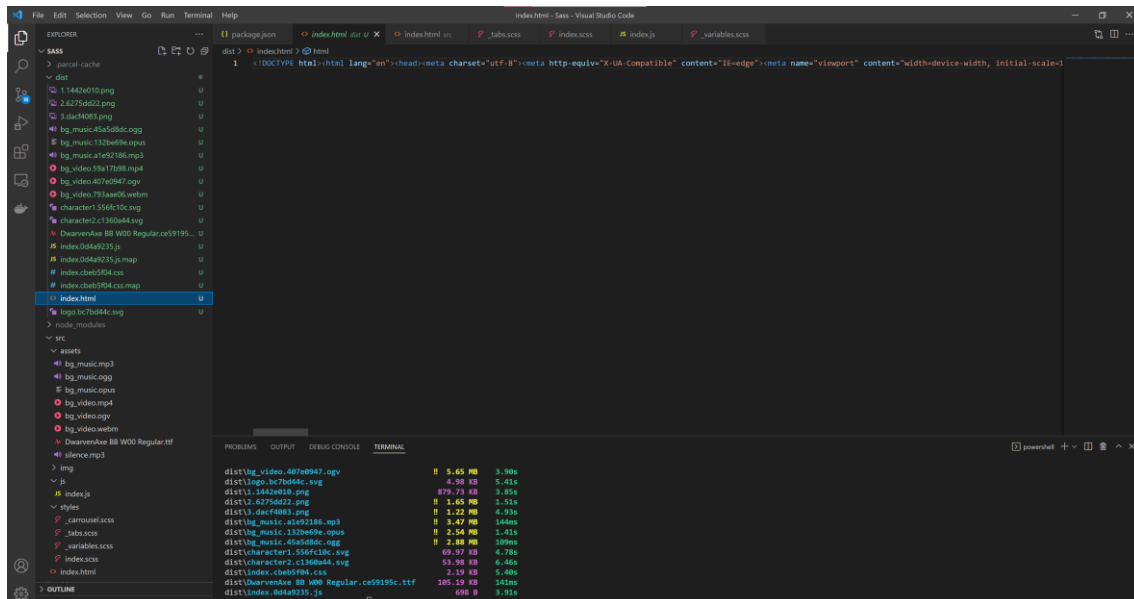 File Edit Selection View Go Run Terminal Help
index.html - Sass - Visual Studio Code
EXPLORER
package.json
index.html dist U
index.html src
_tabs.scss
index.scss
index.js
_variables.scss
SASS
dist > index.html > html
1 <!DOCTYPE html><html lang="en"><head><meta charset="utf-8"><meta http-equiv="X-UA-Compatible" content="IE=edge"><meta name="viewport" content="width=device-width, initial-scale=1
.parcel-cache
dist
1.1442e010.png U
2.6275dd22.png U
3.dacf4083.png U
bg_music.45a5d8dc.ogg U
bg_music.132be69e.opus U
bg_music.a1e92186.mp3 U
bg_video.59a17b98.mp4 U
bg_video.407e0947.ogv U
bg_video.793aae06.webm U
character1.556fc10c.svg U
character2.c1360a44.svg U
DwarvenAxe BB W00 Regular.ce59195... U
index.0d4a9235.js U
index.0d4a9235.js.map U
index.cbeb5f04.css U
index.cbeb5f04.css.map U
index.html U
logo.bc7bd44c.svg U
node_modules
src
assets
bg_music.mp3
bg_music.ogg
bg_music.opus
bg_video.mp4
bg_video.ogv
bg_video.webm
DwarvenAxe BB W00 Regular.ttf
silence.mp3
img
js
index.js
styles
_carrousel.scss
_tabs.scss
_variables.scss
index.scss
index.html
OUTLINE
PROBLEMS OUTPUT DEBUG CONSOLE TERMINAL
powershell
dist\bg_video.407e0947.ogv ‼ 5.65 MB 3.90s
dist\logo.bc7bd44c.svg 4.98 KB 5.41s
dist\1.1442e010.png 879.73 KB 3.85s
dist\2.6275dd22.png ‼ 1.65 MB 1.51s
dist\3.dacf4083.png ‼ 1.22 MB 4.93s
dist\bg_music.a1e92186.mp3 ‼ 3.47 MB 144ms
dist\bg_music.132be69e.opus ‼ 2.54 MB 1.41s
dist\bg_music.45a5d8dc.ogg ‼ 2.88 MB 109ms
dist\character1.556fc10c.svg 69.97 KB 4.78s
dist\character2.c1360a44.svg 53.98 KB 6.46s
dist\index.cbeb5f04.css 2.19 KB 5.40s
dist\DwarvenAxe BB W00 Regular.ce59195c.ttf 105.19 KB 141ms
dist\index.0d4a9235.js 698 B 3.91s